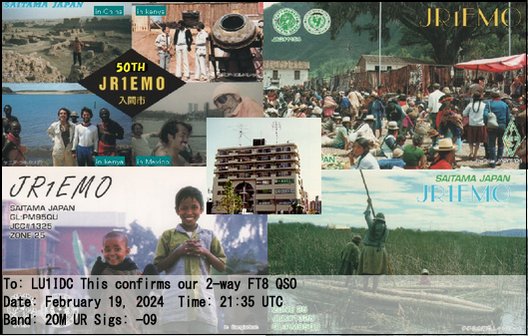 SAITAMA JAPAN
in China
in kenya
50TH
JR1EMO
入間市
in kenya
in Mexico
JR1EMO
JR1EMO
SAITAMA JAPAN
GL:PM95QU
JCC#1325
ZONE 25
SAITAMA JAPAN
JR1EMO
To: LU1IDC This confirms our 2-way FT8 QSO
Date: February 19, 2024 Time: 21:35 UTC
Band: 20M UR Sigs: -09